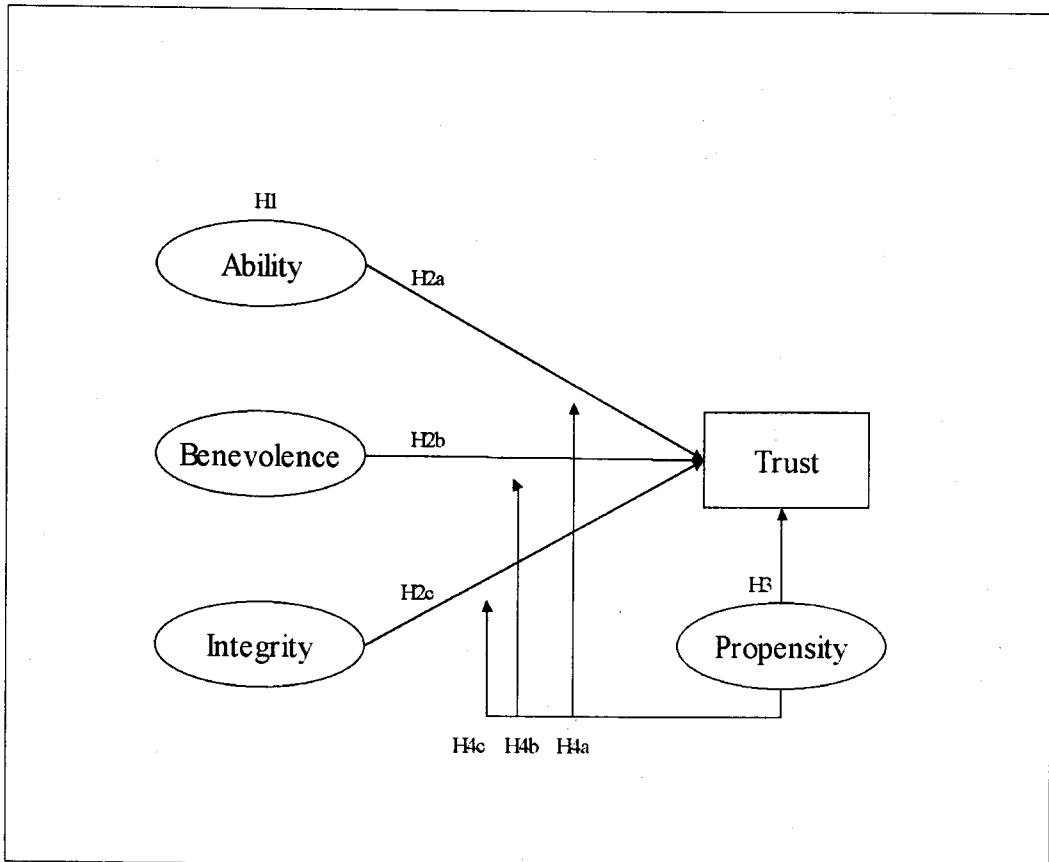 H1
Ability
H2a
Benevolence
H2b
Trust
H2c
H3
Integrity
Propensity
H4c H4b H4a